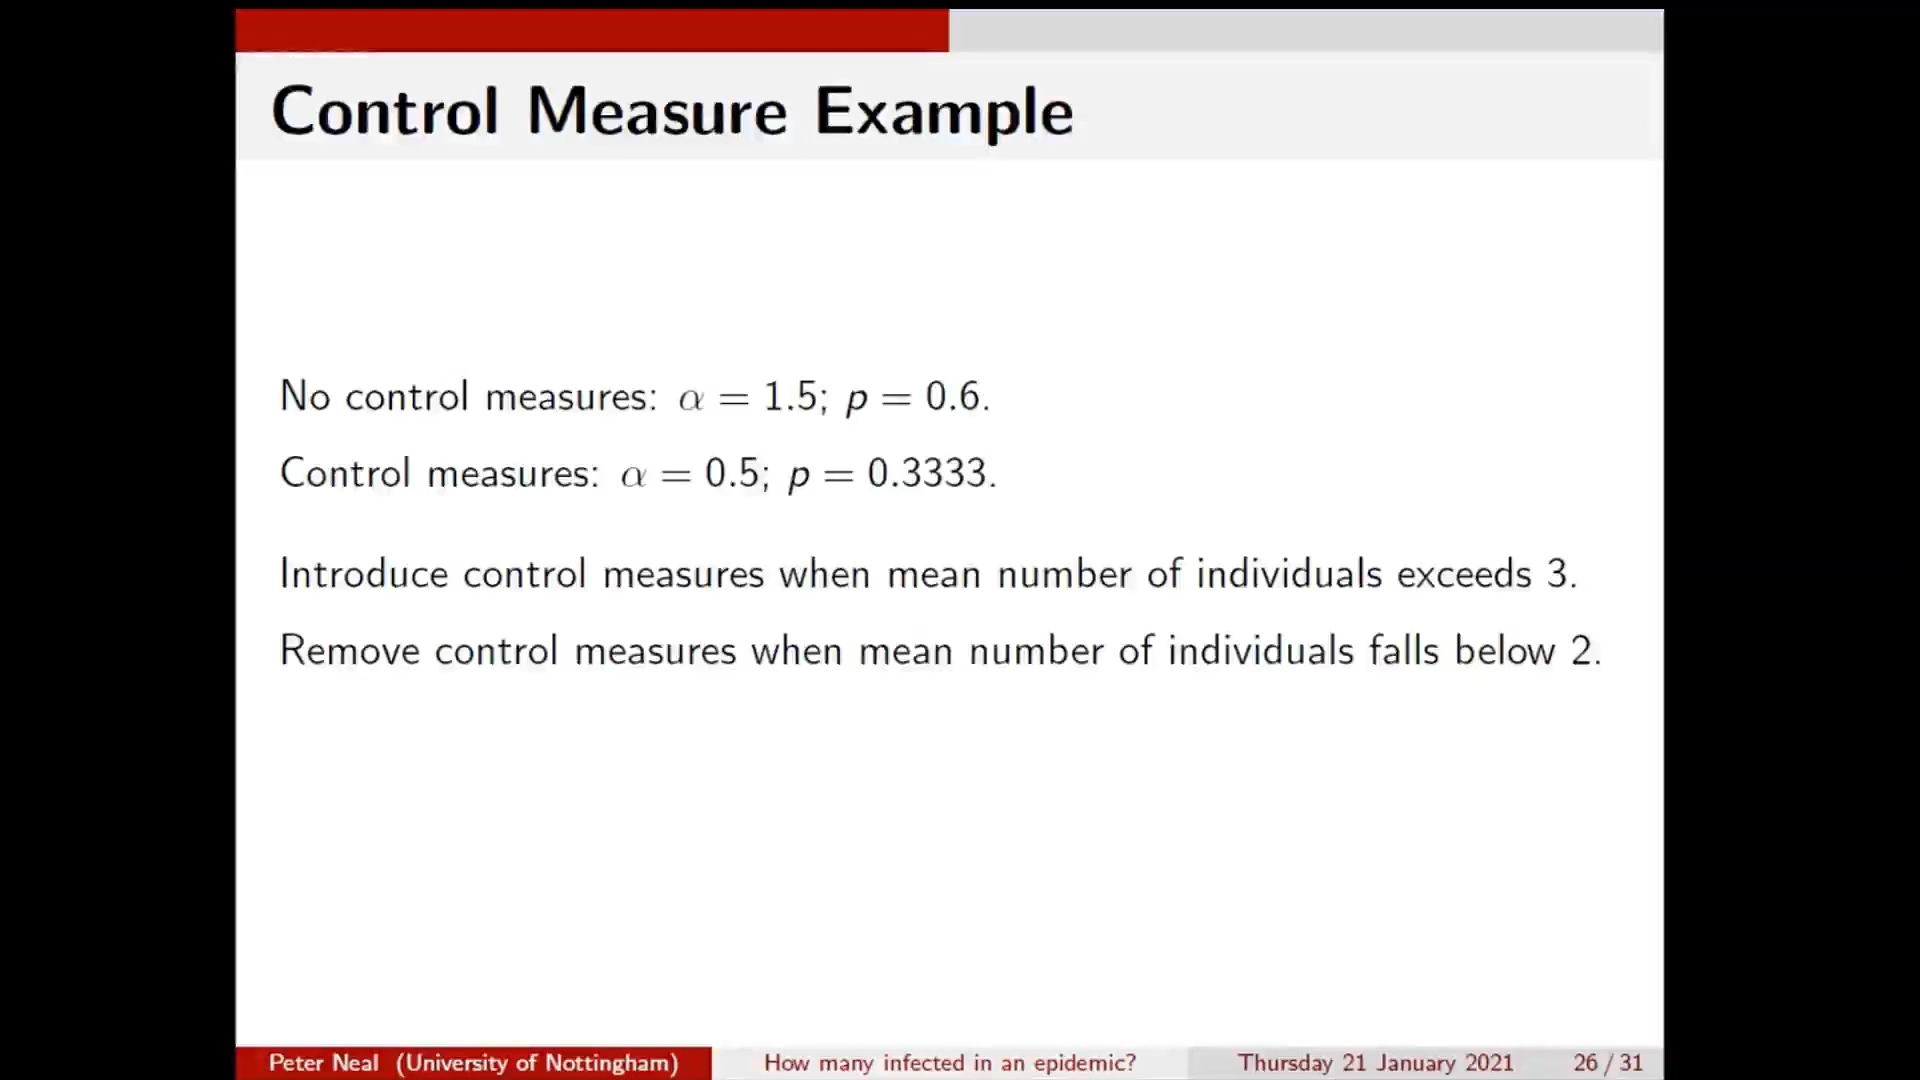 Control Measure Example
No control measures: α = 1.5; p = 0.6.
Control measures: α = 0.5; p = 0.3333.
Introduce control measures when mean number of individuals exceeds 3.
Remove control measures when mean number of individuals falls below 2.
Peter Neal (University of Nottingham) How many infected in an epidemic? Thursday 21 January 2021 26 / 31